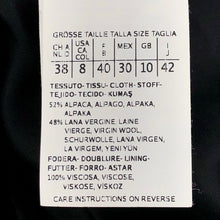 GRÖSSE TAILLE TALLA SIZE TAGLIA
CH A NL D USA CA COL F B MEX GB I J
38 8 40 30 10 42
TESSUTO-TISSU-CLOTH-STOFF-
TEJIDO-TECIDO-KUMAŞ
52% ALPACA, ALPAGO, ALPAKA,
ALPAKA
48% LANA VERGINE, LAINE
VIERGE, VIRGIN WOOL,
SCHURWOLLE, LANA VIRGEN,
LA VIRGEM, YENİ YÜN
FODERA-DOUBLURE-LINING-
FUTTER-FORRO-ASTAR
100% VISCOSA, VISCOSE,
VISKOSE, VISKOZ
CARE INSTRUCTIONS ON REVERSE